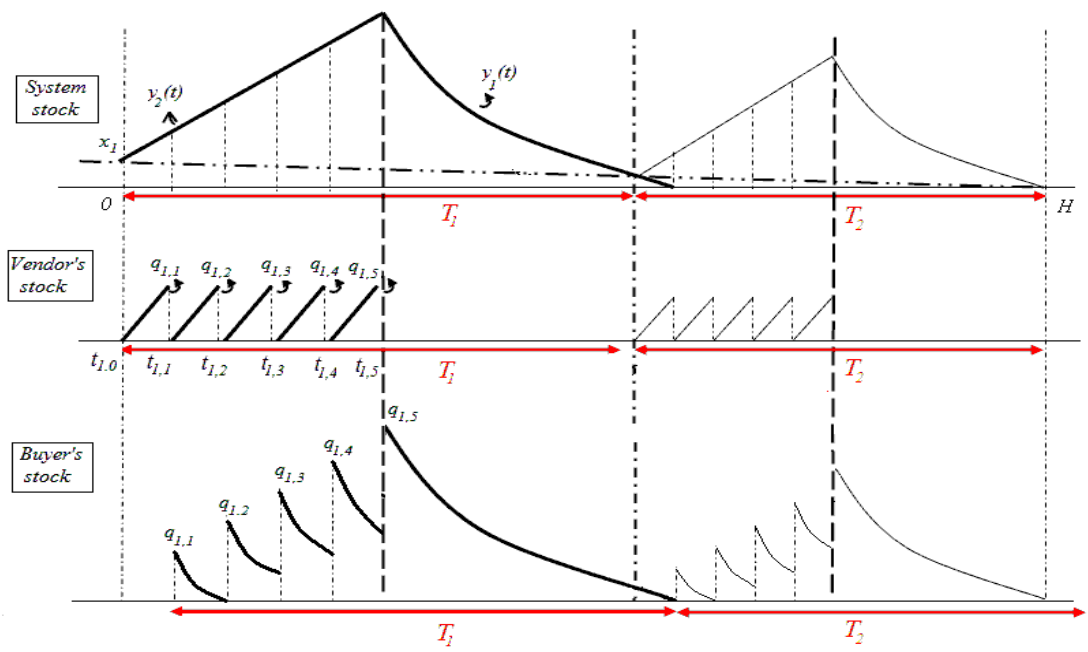 System
stock
y2(t)
y1(t)
x1
0
T1
T2
H
Vendor's
stock
q1,1 q1,2 q1,3 q1,4 q1,5
t1.0 t1,1 t1,2 t1,3 t1,4 t1,5
T1
T2
Buyer's
stock
q1,1
q1.2
q1,3
q1,4
q1,5
T1
T2